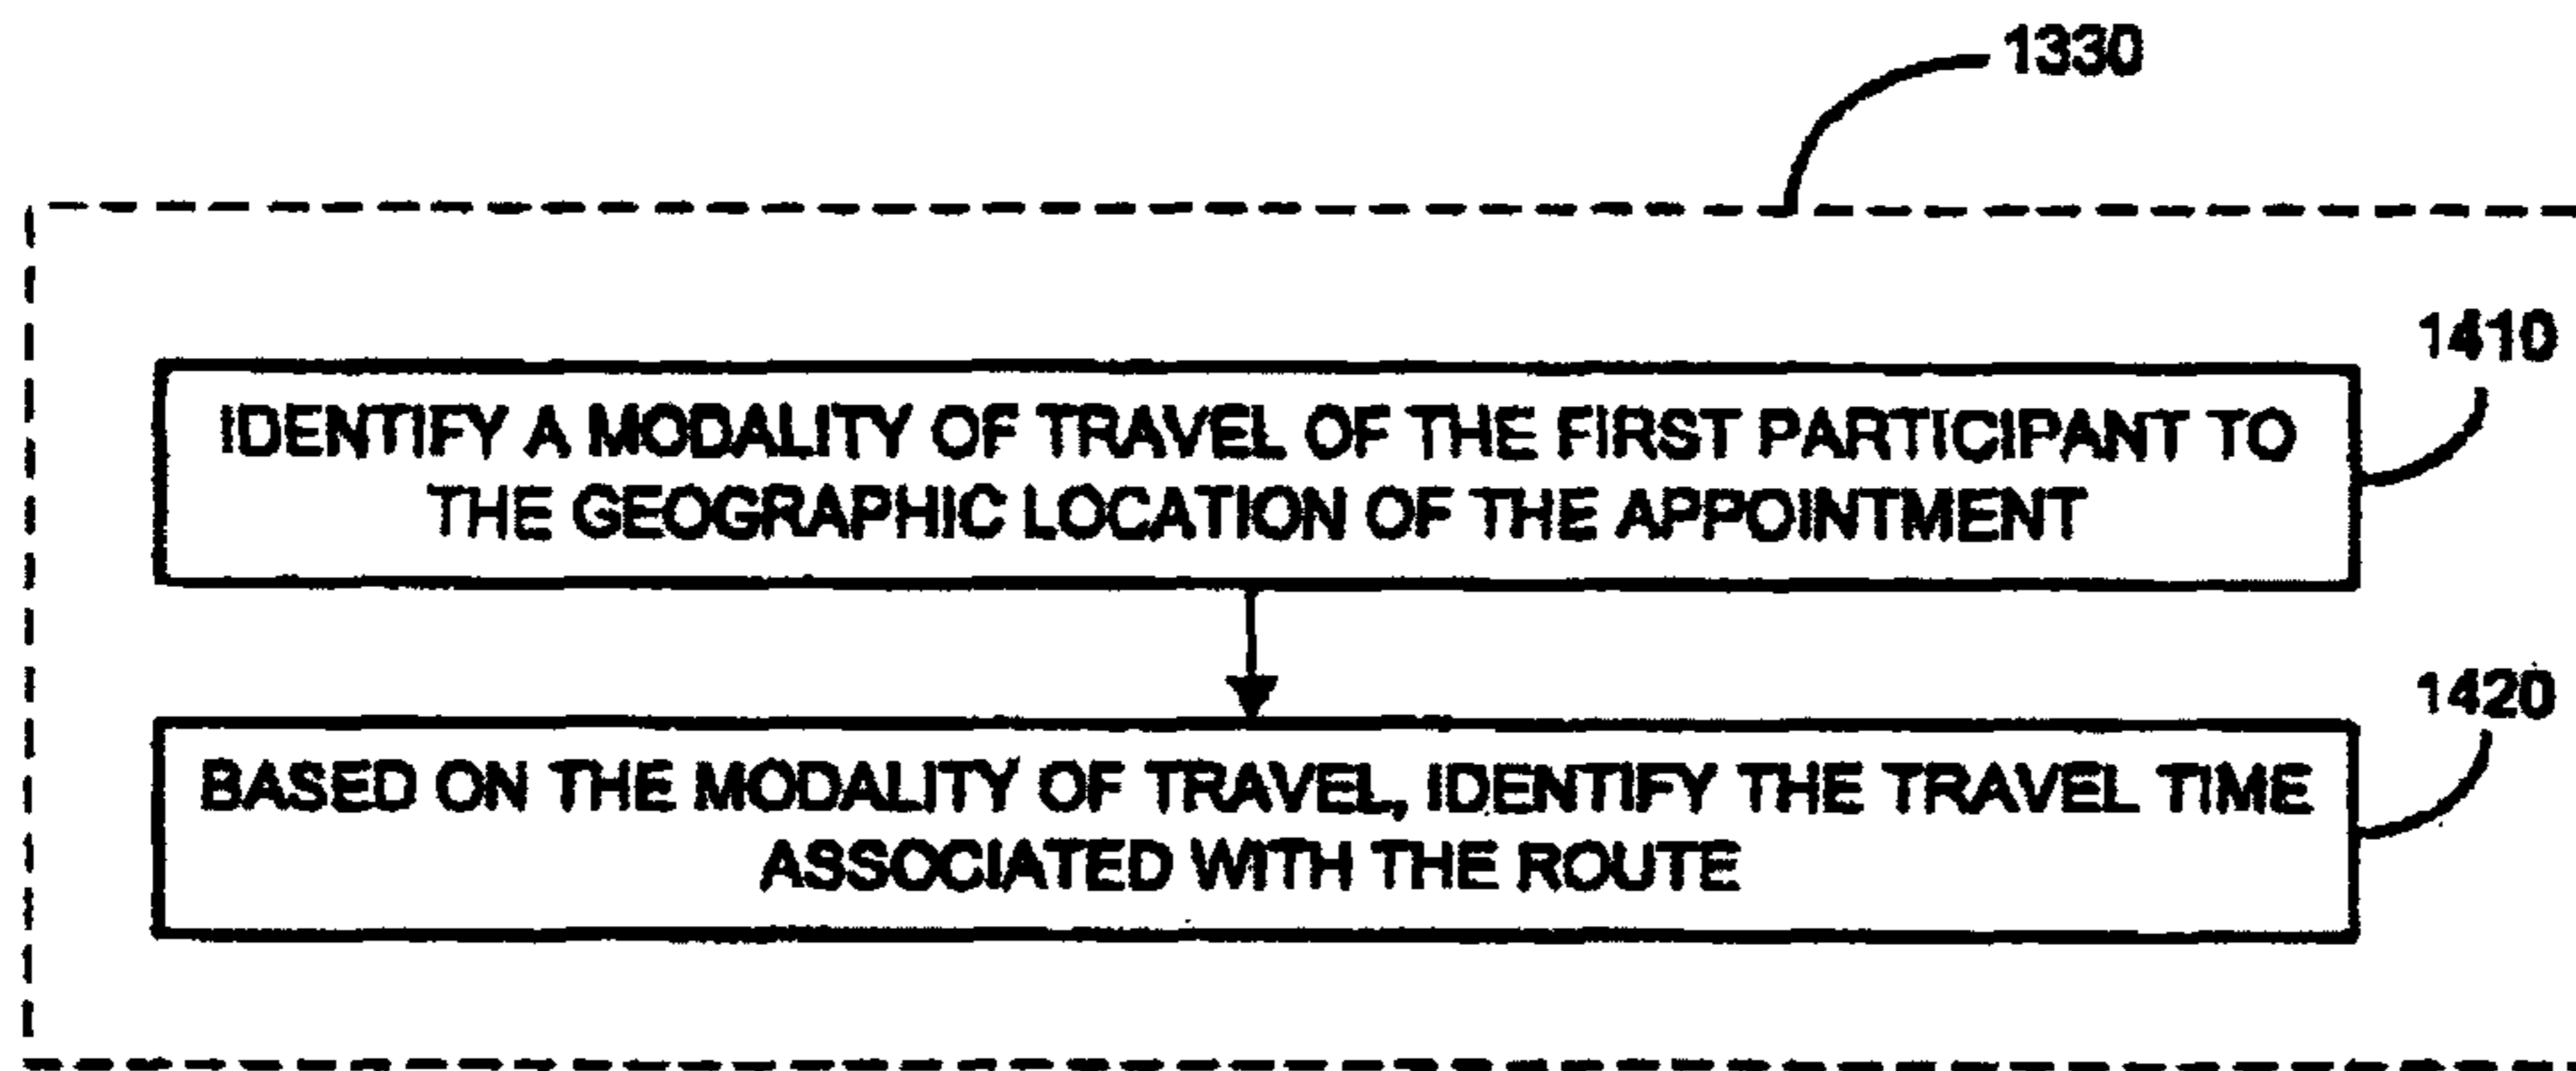 1330
1410
IDENTIFY A MODALITY OF TRAVEL OF THE FIRST PARTICIPANT TO
THE GEOGRAPHIC LOCATION OF THE APPOINTMENT
1420
BASED ON THE MODALITY OF TRAVEL, IDENTIFY THE TRAVEL TIME
ASSOCIATED WITH THE ROUTE